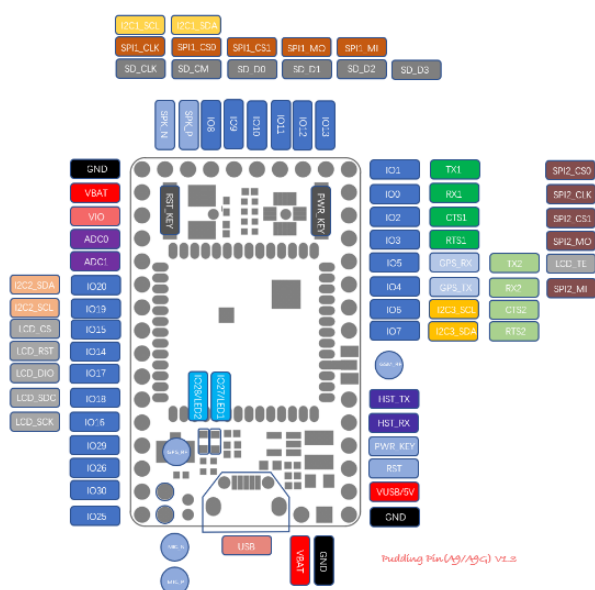 I2C1_SCL I2C1_SDA
SPI1_CLK SPI1_CS0 SPI1_CS1 SPI1_MO SPI1_MI
SD_CLK SD_CM SD_D0 SD_D1 SD_D2 SD_D3
SPK_N SPK_P IO8 IO9 IO10 IO11 IO12 IO13
GND IO1 TX1 SPI2_CS0
VBAT RST_KEY PWR_KEY IO0 RX1 SPI2_CLK
VIO IO2 CTS1 SPI2_CS1
ADC0 IO3 RTS1 SPI2_MO
ADC1 IO5 GPS_RX TX2 LCD_TE
I2C2_SDA IO20 IO4 GPS_TX RX2 SPI2_MI
I2C2_SCL IO19 IO6 I2C3_SCL CTS2
LCD_CS IO15 IO7 I2C3_SDA RTS2
LCD_RST IO14
LCD_DIO IO17 IO28/LED2 IO27/LED1
LCD_SDC IO18 HST_TX
LCD_SCK IO16 HST_RX
IO29 PWR_KEY
IO26 RST
IO30 VUSB/5V
IO25 GND
USB VBAT GND
Pudding Pin(A9/A9G) V1.2